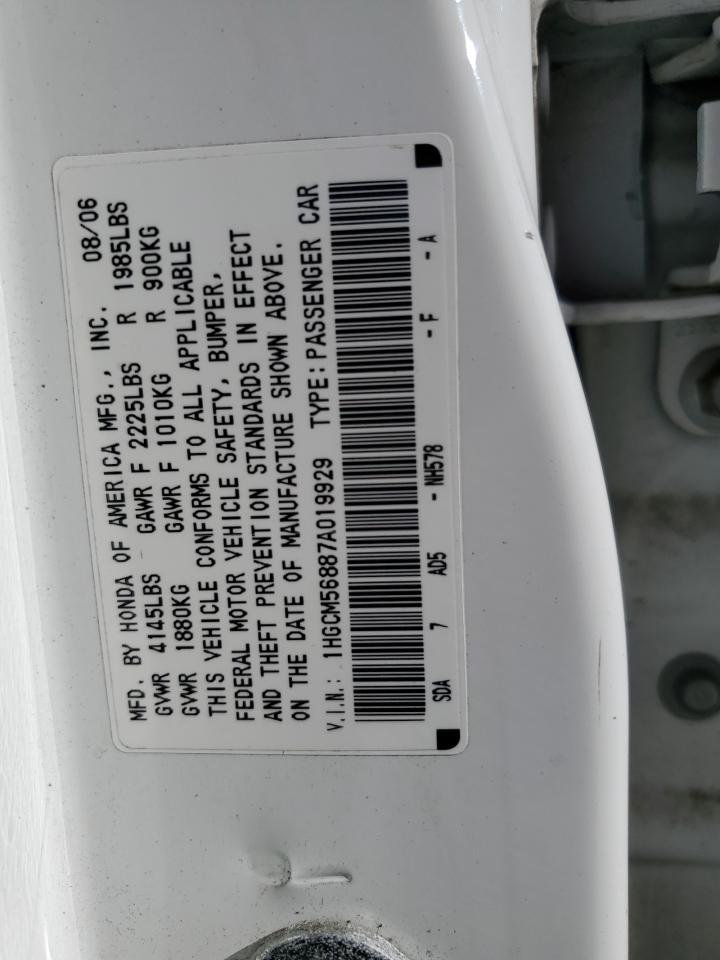 MFD. BY HONDA OF AMERICA MFG., INC. 08/06
GVWR 4145LBS GAWR F 2225LBS R 1985LBS
GVWR 1880KG GAWR F 1010KG R 900KG
THIS VEHICLE CONFORMS TO ALL APPLICABLE
FEDERAL MOTOR VEHICLE SAFETY, BUMPER,
AND THEFT PREVENTION STANDARDS IN EFFECT
ON THE DATE OF MANUFACTURE SHOWN ABOVE.
V.I.N.: 1HGCM56887A019929 TYPE:PASSENGER CAR
SDA 7 AD5 - NH578 - F - A